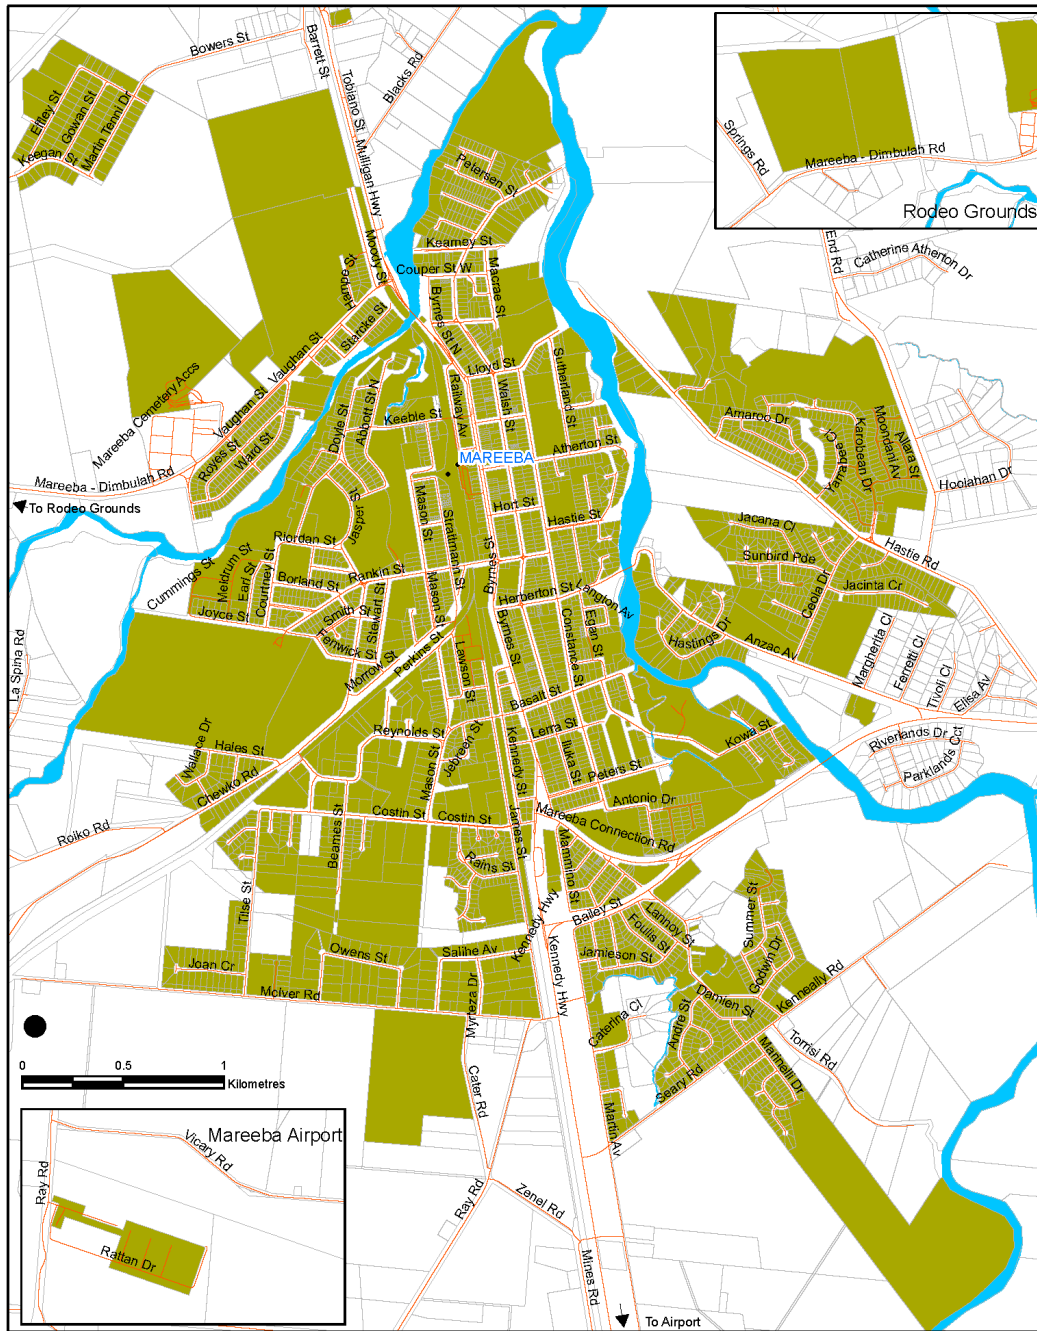 Bowers St
Barrett St
Tobiano St
Blacks Rd
Mulligan Hwy
Effley St
Gowan St
Martin Tenni Dr
Keegan St
Petersen St
Springs Rd
Mareeba - Dimbulah Rd
Rodeo Grounds
Kearney St
Couper St W
Macrae St
Moody St
Hampe St
Starcke St
Byrnes St N
End Rd
Catherine Atherton Dr
Vaughan St
Lloyd St
Sutherland St
Mareeba Cemetery Accs
Vaughan St
Doyle St
Abbott St N
Keeble St
Railway Av
Walsh St
Atherton St
Amaroo Dr
Karobean Dr
Moondani Av
Allara St
Royes St
Ward St
MAREEBA
Mareeba - Dimbulah Rd
To Rodeo Grounds
Hoolahan Dr
Jasper St
Mason St
Strattmann St
Hort St
Hastie St
Jacana Cl
Hastie Rd
Riordan St
Byrnes St
Sunbird Pde
Cummings St
Meldrum St
Earl St
Courtney St
Borland St
Rankin St
Mason St
Herberton St
Langton Av
Ceola Dr
Jacinta Cr
Joyce St
Smith St
Stewart St
Fenwick St
Perkins St
Byrnes St
Constance St
Egan St
Hastings Dr
Anzac Av
Margherita Cl
Ferretti Cl
Tivoli Cl
Elisa Av
La Spina Rd
Morrow St
Lawson St
Basalt St
Wallace Dr
Hales St
Reynolds St
Jebreen St
Lerra St
Kowa St
Riverlands Dr
Parklands Cct
Chewko Rd
Mason St
Kennedy St
Iluka St
Peters St
Antonio Dr
Roiko Rd
Beames St
Costin St
Costin St
James St
Mareeba Connection Rd
Rains St
Mammino St
Tilse St
Bailey St
Lannoy St
Foulis St
Summer St
Godwin Dr
Joan Cr
Owens St
Salihe Av
Kennedy Hwy
Kennedy Hwy
Jamieson St
Kenneally Rd
McIver Rd
Myrteza Dr
Caterina Cl
Andre St
Damien St
Torrisi Rd
Marinelli Dr
0 0.5 1
Kilometres
Cater Rd
Seary Rd
Martin Av
Mareeba Airport
Vicary Rd
Ray Rd
Rattan Dr
Ray Rd
Zenel Rd
Mines Rd
To Airport